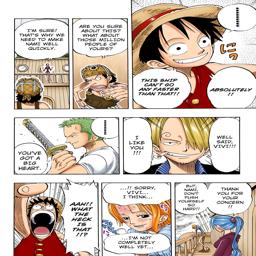 !!
ARE YOU
SURE ABOUT
THIS? WHAT
ABOUT THOSE
MILLION
PEOPLE OF
YOURS?
I'M SURE!
THAT'S WHY WE
NEED TO MAKE
NAMI WELL
QUICKLY.
THIS SHIP CAN'T
GO ANY
FASTER THAN
THAT!!
ABSOLUTELY
!!
WELL
SAID,
VIVI!!!
I
LIKE
YOU
!!!
YOU'VE
GOT A
BIG
HEART.
THANK YOU
FOR YOUR
CONCERN
!!
BUT,
NAMI,
DON'T
PUSH
YOURSELF
SO
HARD!
...!! SORRY,
VIVI...
I THINK...
I'M NOT
COMPLETELY
WELL YET...
AAH!!
WHAT
THE HECK
IS THAT
!!?